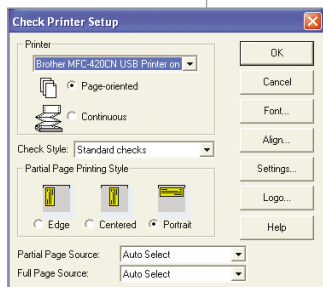 Check Printer Setup
Printer
Brother MFC-420CN USB Printer on
Page-oriented
Continuous
Check Style: Standard checks
Partial Page Printing Style
Edge Centered Portrait
Partial Page Source: Auto Select
Full Page Source: Auto Select
OK
Cancel
Font...
Align...
Settings...
Logo...
Help